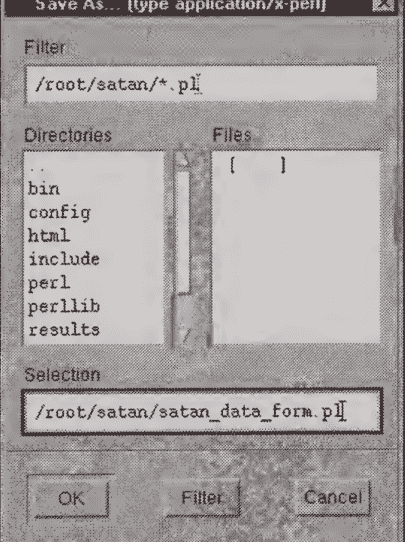 Save As... (type application/x-perl)
Filter
/root/satan/*.pl
Directories
Files
..
[ ]
bin
config
html
include
perl
perllib
results
Selection
/root/satan/satan_data_form.pl
OK
Filter
Cancel